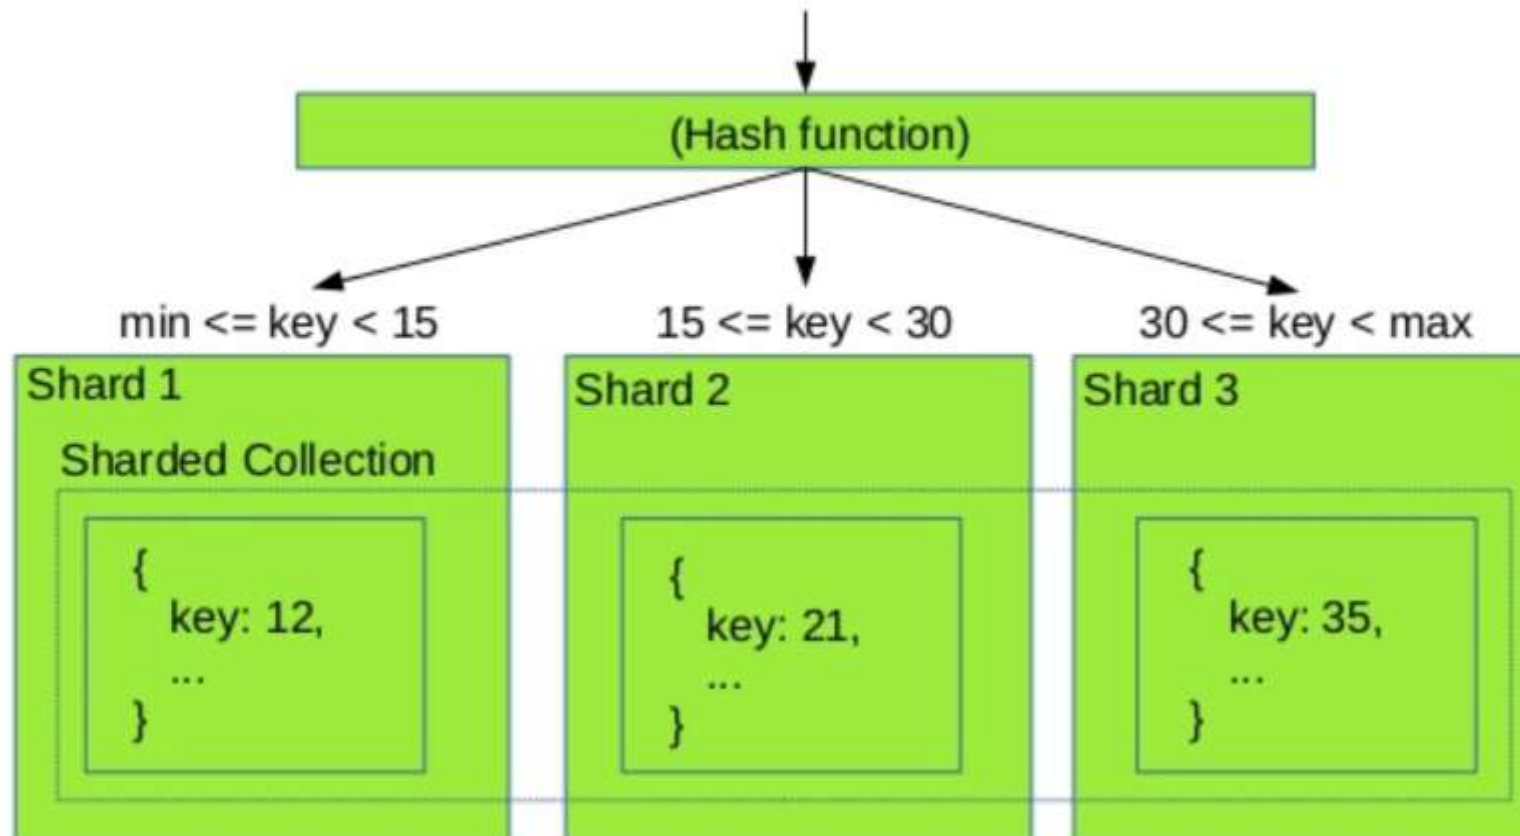 (Hash function)
min <= key < 15
15 <= key < 30
30 <= key < max
Shard 1
Shard 2
Shard 3
Sharded Collection
{
key: 12,
...
}
{
key: 21,
...
}
{
key: 35,
...
}